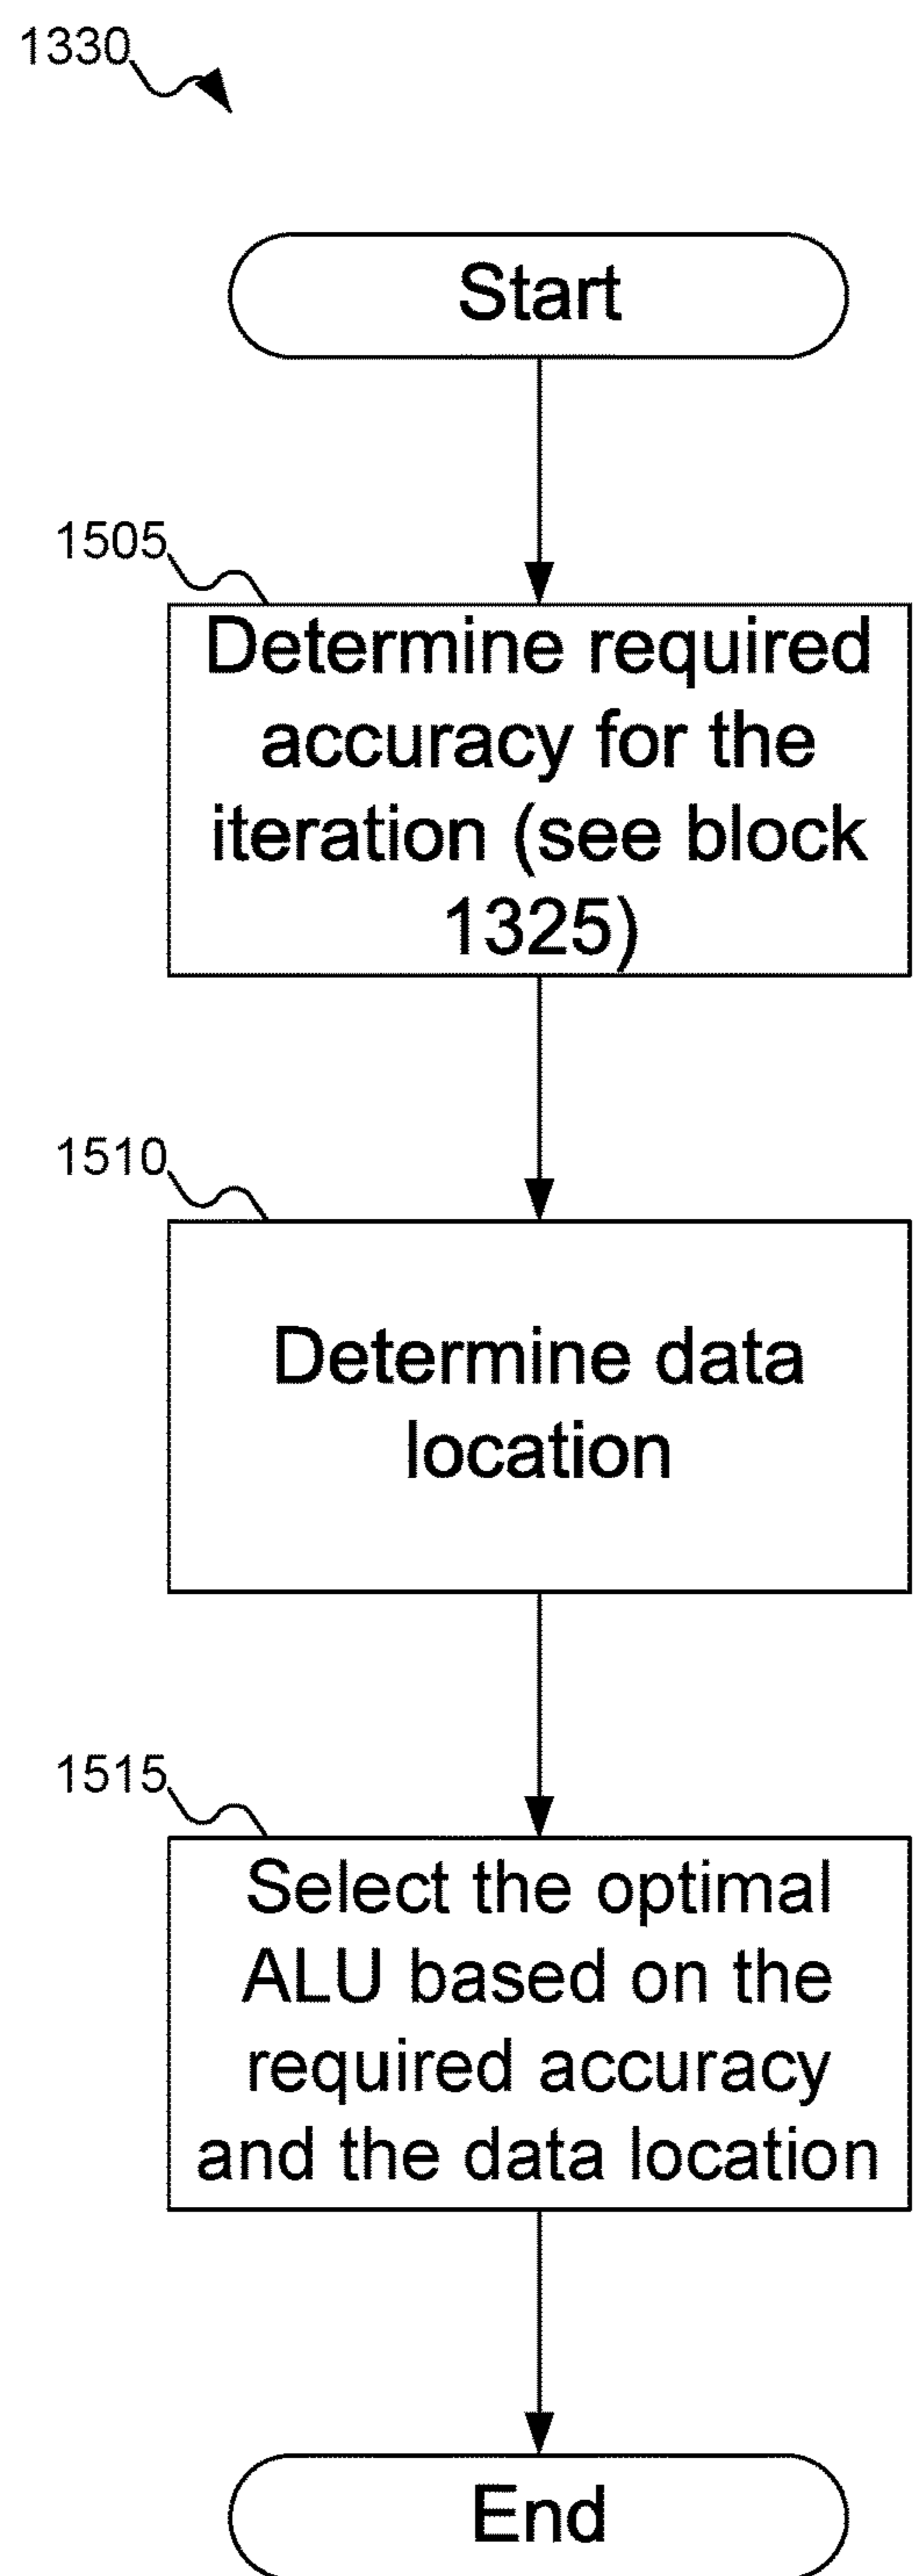 1330
Start
1505
Determine required
accuracy for the
iteration (see block
1325)
1510
Determine data
location
1515
Select the optimal
ALU based on the
required accuracy
and the data location
End